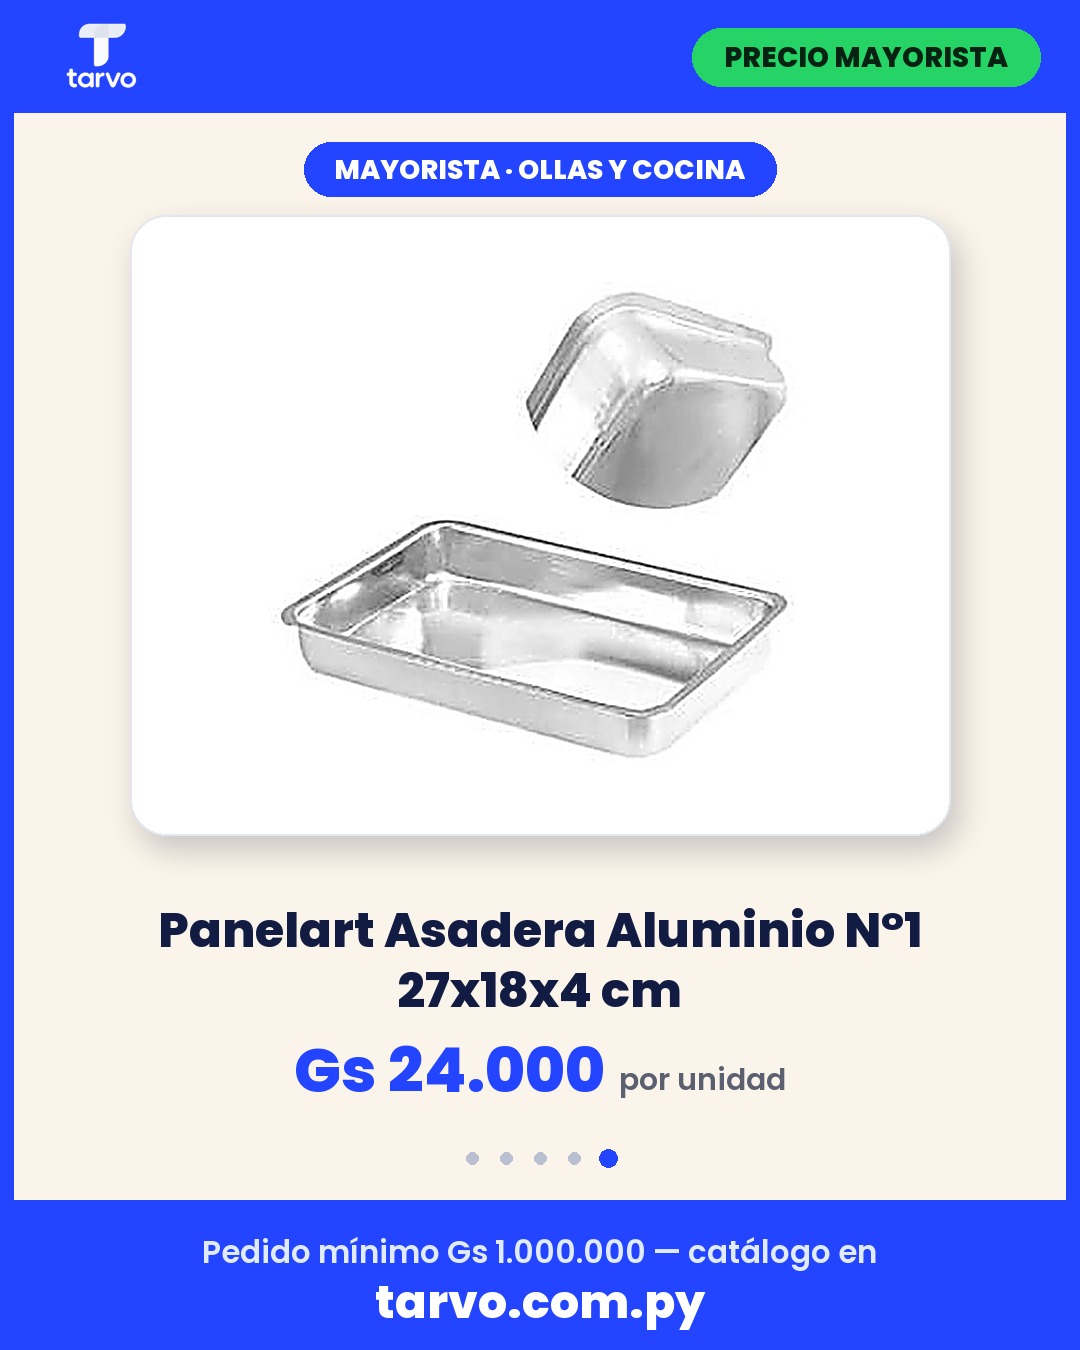 tarvo
PRECIO MAYORISTA
MAYORISTA · OLLAS Y COCINA
Panelart Asadera Aluminio Nº1
27x18x4 cm
Gs 24.000 por unidad
Pedido mínimo Gs 1.000.000 — catálogo en
tarvo.com.py